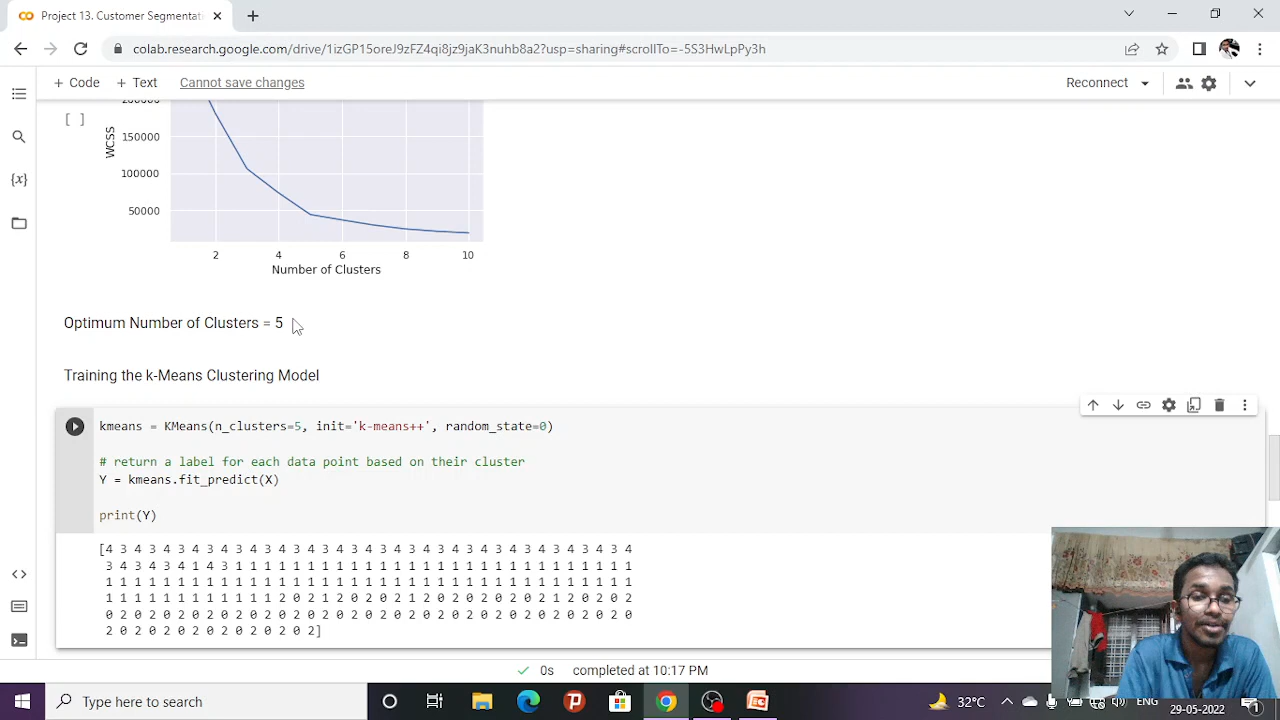 Project 13. Customer Segmentat
colab.research.google.com/drive/1izGP15oreJ9zFZ4qi8jz9jaK3nuhb8a2?usp=sharing#scrollTo=-5S3HwLpPy3h
+ Code + Text Cannot save changes Reconnect
200000
[ ]
150000
WCSS
100000
50000
2 4 6 8 10
Number of Clusters
Optimum Number of Clusters = 5
Training the k-Means Clustering Model
kmeans = KMeans(n_clusters=5, init='k-means++', random_state=0)
# return a label for each data point based on their cluster
Y = kmeans.fit_predict(X)
print(Y)
[4 3 4 3 4 3 4 3 4 3 4 3 4 3 4 3 4 3 4 3 4 3 4 3 4 3 4 3 4 3 4 3 4 3 4 3 4
3 4 3 4 3 4 1 4 3 1 1 1 1 1 1 1 1 1 1 1 1 1 1 1 1 1 1 1 1 1 1 1 1 1 1 1 1
1 1 1 1 1 1 1 1 1 1 1 1 1 1 1 1 1 1 1 1 1 1 1 1 1 1 1 1 1 1 1 1 1 1 1 1 1
1 1 1 1 1 1 1 1 1 1 1 1 2 0 2 1 2 0 2 0 2 1 2 0 2 0 2 0 2 0 2 1 2 0 2 0 2
0 2 0 2 0 2 0 2 0 2 0 2 0 2 0 2 0 2 0 2 0 2 0 2 0 2 0 2 0 2 0 2 0 2 0 2 0
2 0 2 0 2 0 2 0 2 0 2 0 2 0 2]
0s completed at 10:17 PM
Type here to search
32°C
29-05-2022